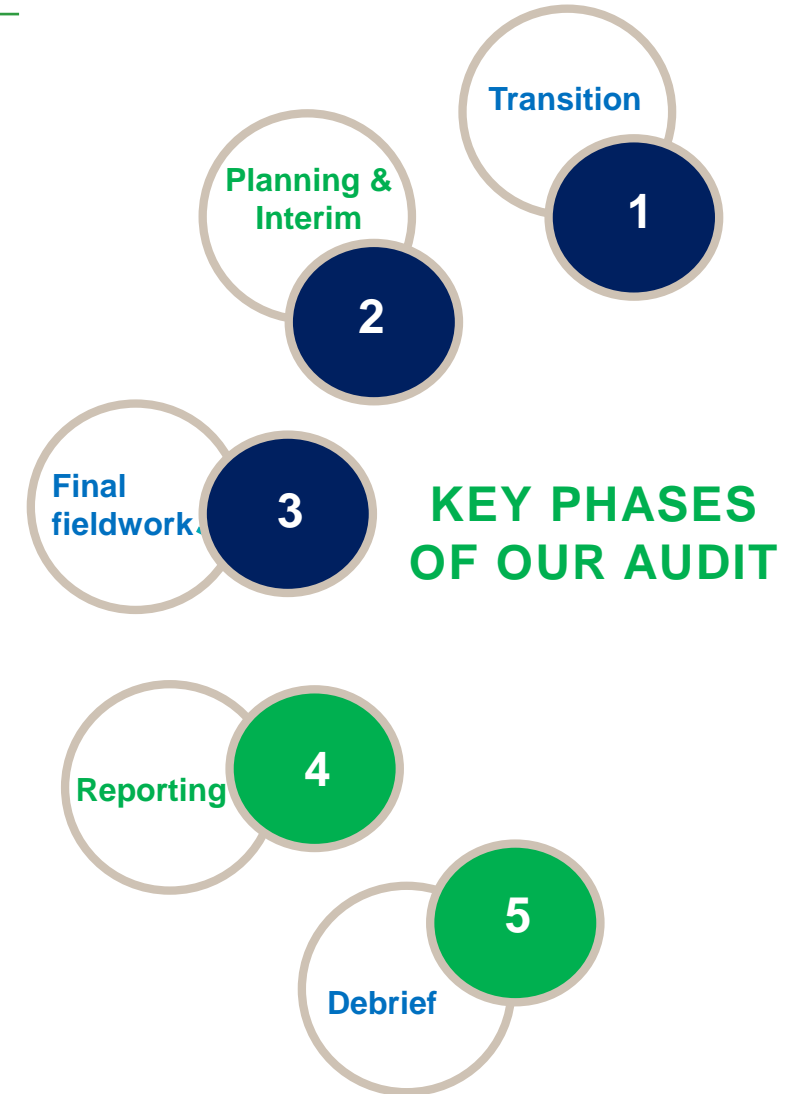 Transition
1
Planning &
Interim
2
Final
fieldwork
3
KEY PHASES
OF OUR AUDIT
Reporting
4
5
Debrief